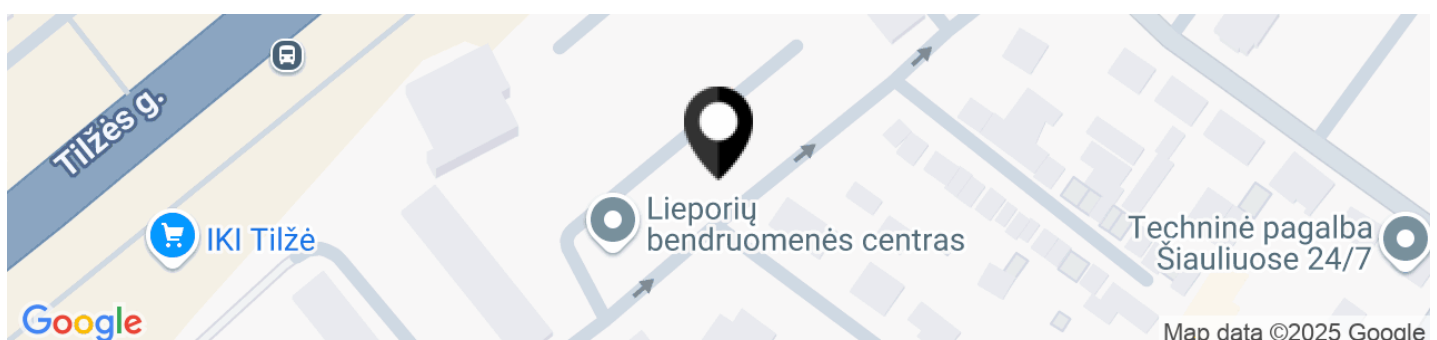 Tilžės g.
IKI Tilžė
Lieporių
bendruomenės centras
Techninė pagalba
Šiauliuose 24/7
Google
Map data ©2025 Google